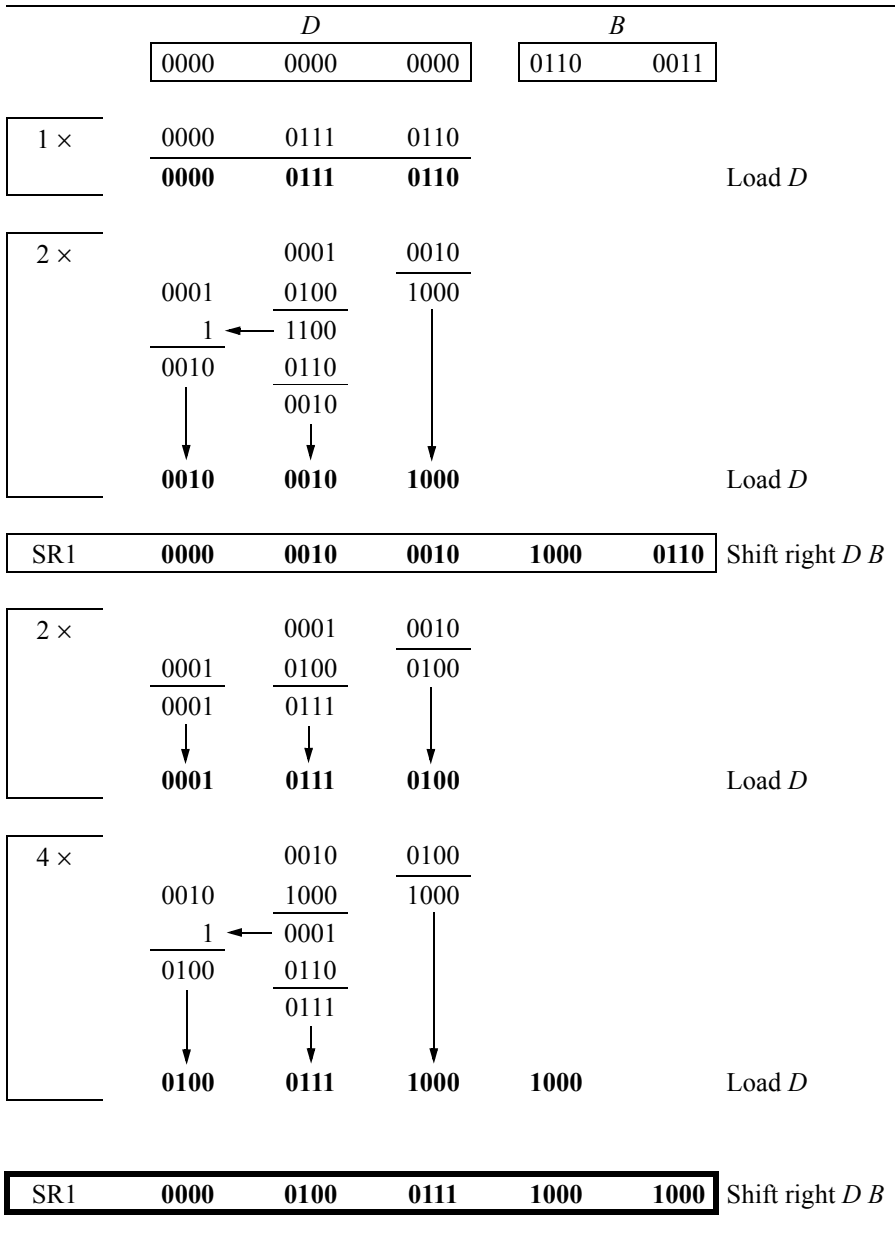 D B
0000 0000 0000 0110 0011
1 × 0000 0111 0110
0000 0111 0110 Load D
2 × 0001 0010
0001 0100 1000
1 1100
0010 0110
0010
0010 0010 1000 Load D
SR1 0000 0010 0010 1000 0110 Shift right D B
2 × 0001 0010
0001 0100 0100
0001 0111
0001 0111 0100 Load D
4 × 0010 0100
0010 1000 1000
1 0001
0100 0110
0111
0100 0111 1000 1000 Load D
SR1 0000 0100 0111 1000 1000 Shift right D B